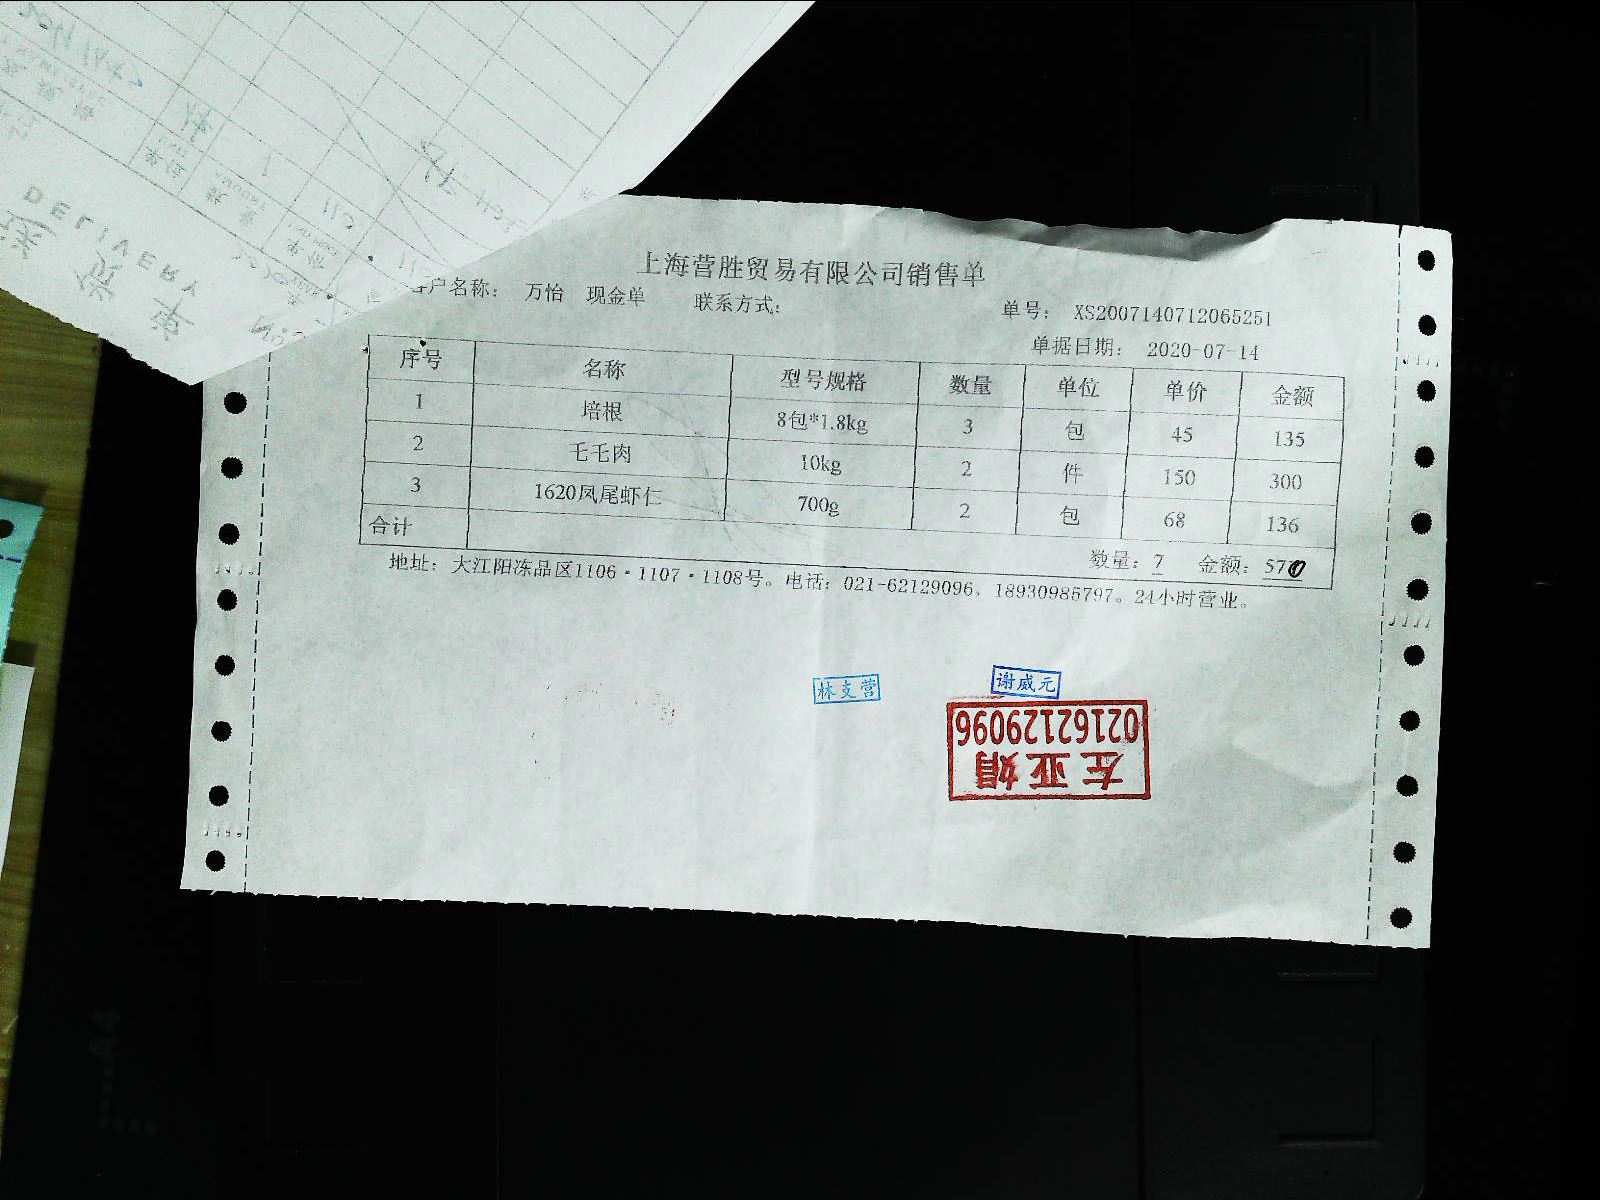 上海营胜贸易有限公司销售单
客户名称： 万怡 现金单 联系方式：
单号： XS2007140712065251
单据日期： 2020-07-14
序号 名称 型号规格 数量 单位 单价 金额
1 培根 8包*1.8kg 3 包 45 135
2 乇乇肉 10kg 2 件 150 300
3 1620凤尾虾仁 700g 2 包 68 136
合计 数量：7 金额：570
地址：大江阳冻品区1106·1107·1108号。电话：021-62129096，18930985797。24小时营业。
林支营
谢威元
左亚娟
02162129096
DELIVERY
A4